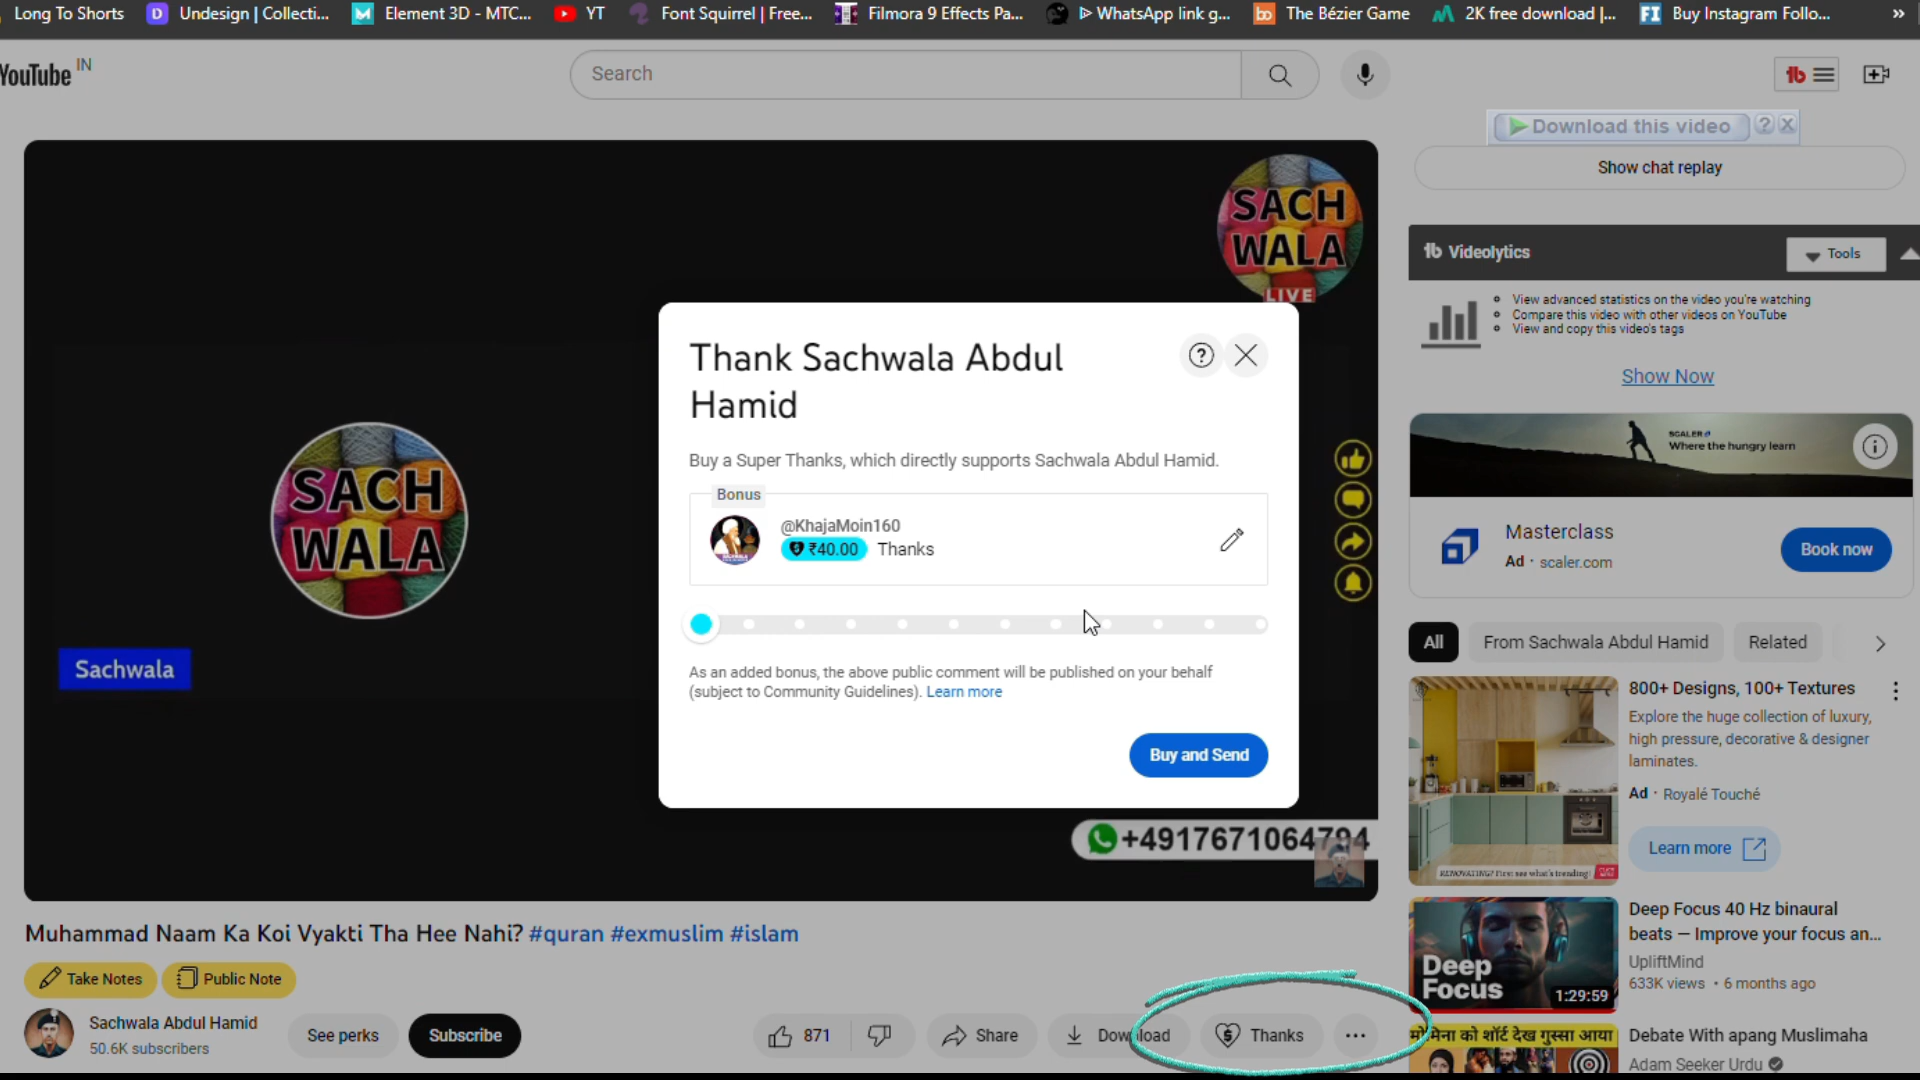 Long To Shorts
Undesign | Collecti...
Element 3D - MTC...
YT
Font Squirrel | Free...
Filmora 9 Effects Pa...
WhatsApp link g...
The Bézier Game
2K free download |...
Buy Instagram Follo...
»
YouTube IN
Search
Download this video
Show chat replay
SACH
WALA
LIVE
Videolytics
Tools
View advanced statistics on the video you're watching
Compare this video with other videos on YouTube
View and copy this video's tags
Show Now
Thank Sachwala Abdul
Hamid
Buy a Super Thanks, which directly supports Sachwala Abdul Hamid.
Bonus
@KhajaMoin160
₹40.00 Thanks
As an added bonus, the above public comment will be published on your behalf
(subject to Community Guidelines). Learn more
Buy and Send
SACH
WALA
Sachwala
+4917671064794
SCALER
Where the hungry learn
Masterclass
Ad · scaler.com
Book now
All
From Sachwala Abdul Hamid
Related
800+ Designs, 100+ Textures
Explore the huge collection of luxury,
high pressure, decorative & designer
laminates.
Ad · Royalé Touché
Learn more
RENOVATING? First see what's trending!
Muhammad Naam Ka Koi Vyakti Tha Hee Nahi? #quran #exmuslim #islam
Take Notes
Public Note
Sachwala Abdul Hamid
50.6K subscribers
See perks
Subscribe
871
Share
Download
Thanks
Deep
Focus
1:29:59
Deep Focus 40 Hz binaural
beats — Improve your focus an...
UpliftMind
633K views • 6 months ago
मोमिना को शॉर्ट देख गुस्सा आया
Debate With apang Muslimaha
Adam Seeker Urdu